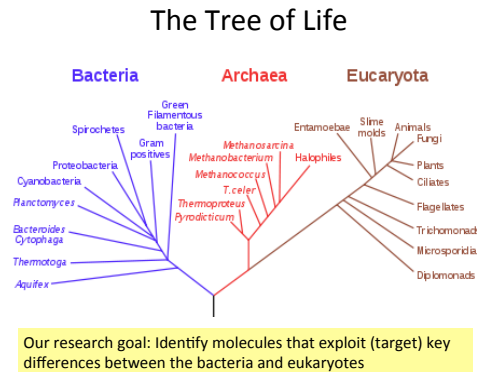 The Tree of Life
Bacteria
Archaea
Eucaryota
Green
Filamentous
bacteria
Spirochetes
Gram
positives
Proteobacteria
Cyanobacteria
Planctomyces
Bacteroides
Cytophaga
Thermotoga
Aquifex
Methanosarcina
Methanobacterium
Halophiles
Methanococcus
T.celer
Thermoproteus
Pyrodicticum
Entamoebae
Slime
molds
Animals
Fungi
Plants
Ciliates
Flagellates
Trichomonads
Microsporidia
Diplomonads
Our research goal: Identify molecules that exploit (target) key
differences between the bacteria and eukaryotes